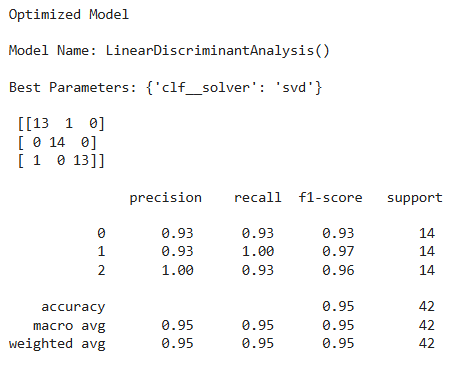 Optimized Model
Model Name: LinearDiscriminantAnalysis()
Best Parameters: {'clf__solver': 'svd'}
[[13  1  0]
[ 0 14  0]
[ 1  0 13]]
precision recall f1-score support
0 0.93 0.93 0.93 14
1 0.93 1.00 0.97 14
2 1.00 0.93 0.96 14
accuracy 0.95 42
macro avg 0.95 0.95 0.95 42
weighted avg 0.95 0.95 0.95 42